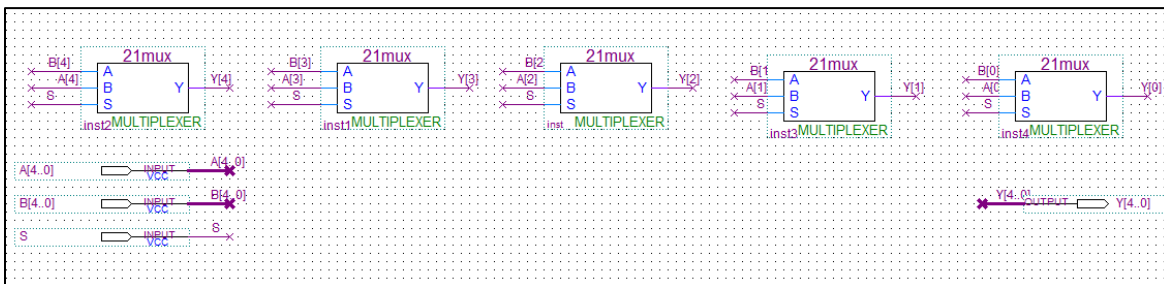 21mux 21mux 21mux 21mux 21mux
B[4] A Y Y[4] B[3] A Y Y[3] B[2 A Y Y[2] B[1 A Y Y[1] B[0] A Y Y[0]
A[4] B A[3] B A[2] B A[1] B A[0 B
S S S S S S S S S S
inst2 MULTIPLEXER inst1 MULTIPLEXER inst MULTIPLEXER inst3 MULTIPLEXER inst4 MULTIPLEXER
A[4..0] INPUT VCC A[4..0]
B[4..0] INPUT VCC B[4..0] Y[4..0] OUTPUT Y[4..0]
S INPUT VCC S